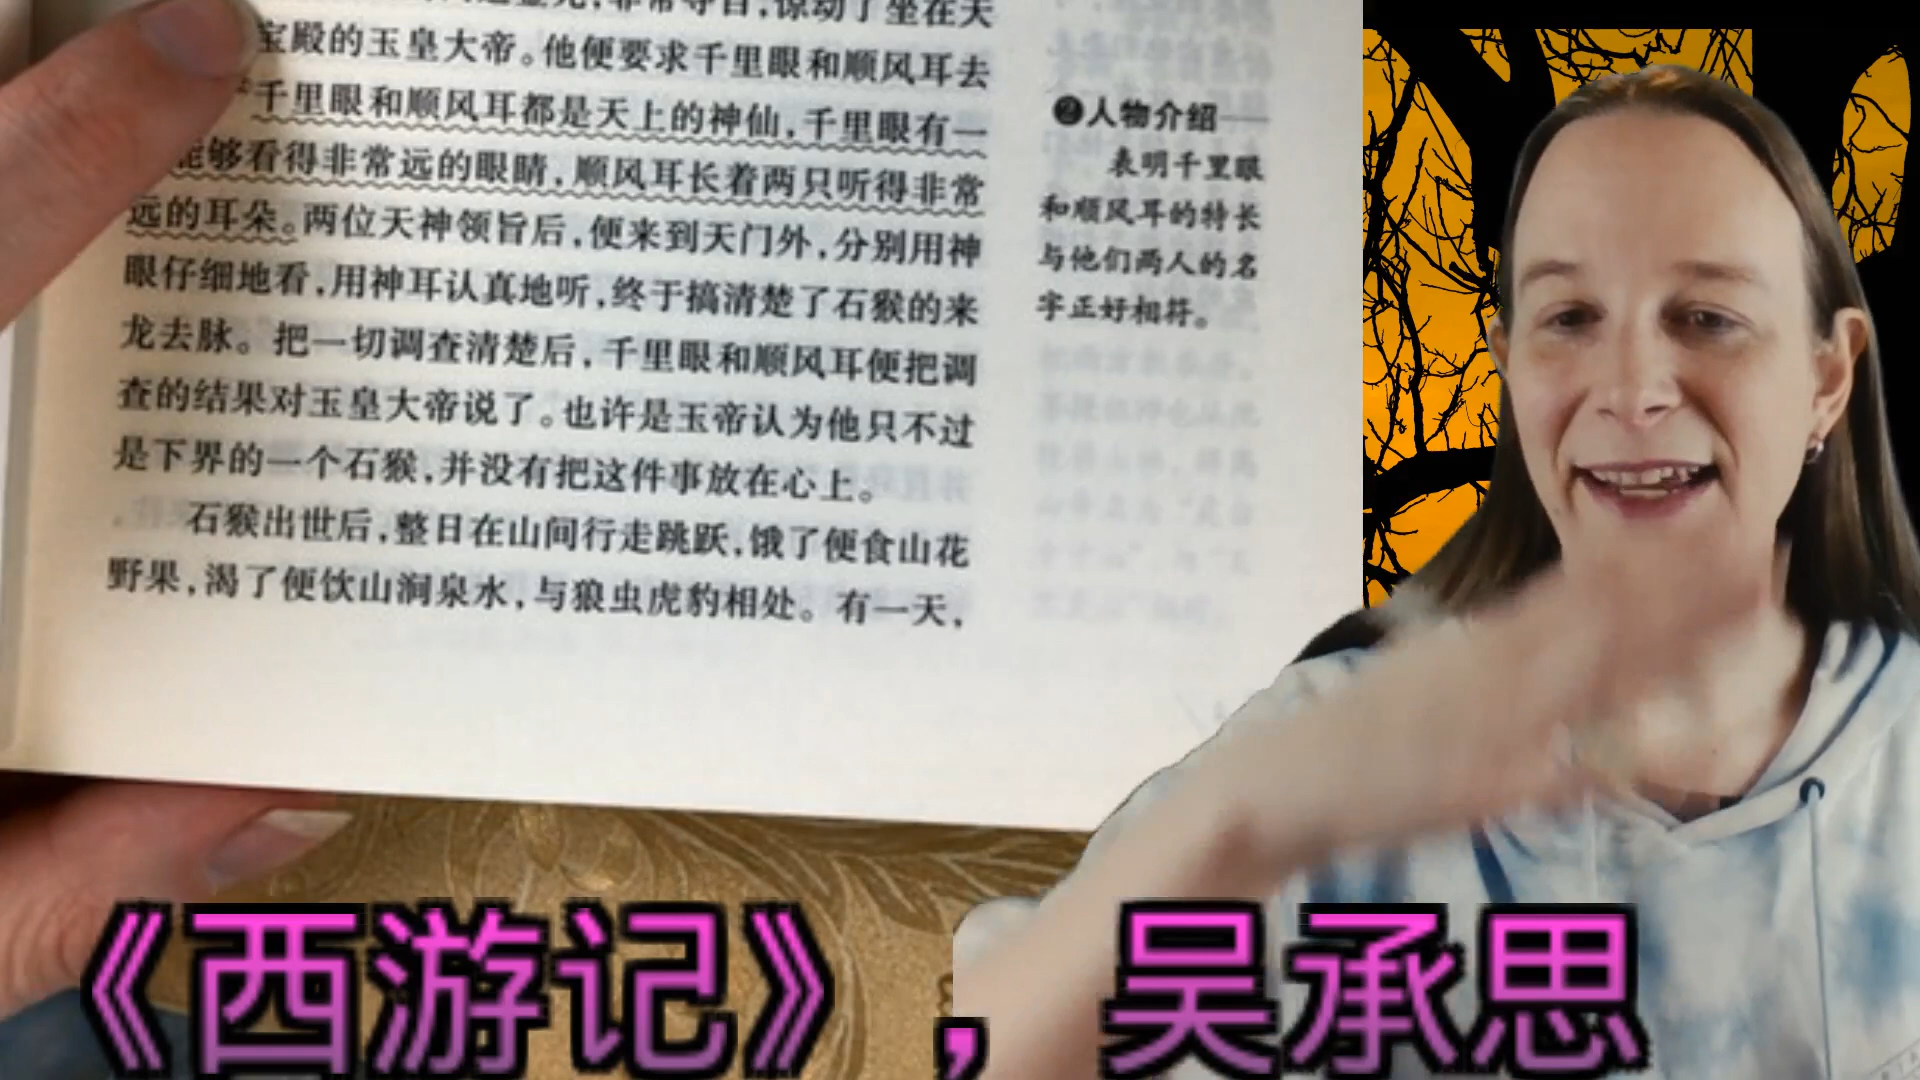 非常夺目,惊动了坐在天
宝殿的玉皇大帝。他便要求千里眼和顺风耳去
千里眼和顺风耳都是天上的神仙,千里眼有一
能够看得非常远的眼睛,顺风耳长着两只听得非常
远的耳朵。两位天神领旨后,便来到天门外,分别用神
眼仔细地看,用神耳认真地听,终于搞清楚了石猴的来
龙去脉。把一切调查清楚后,千里眼和顺风耳便把调
查的结果对玉皇大帝说了。也许是玉帝认为他只不过
是下界的一个石猴,并没有把这件事放在心上。
石猴出世后,整日在山间行走跳跃,饿了便食山花
野果,渴了便饮山涧泉水,与狼虫虎豹相处。有一天,
❷人物介绍——
表明千里眼
和顺风耳的特长
与他们两人的名
字正好相符。
《西游记》,吴承思